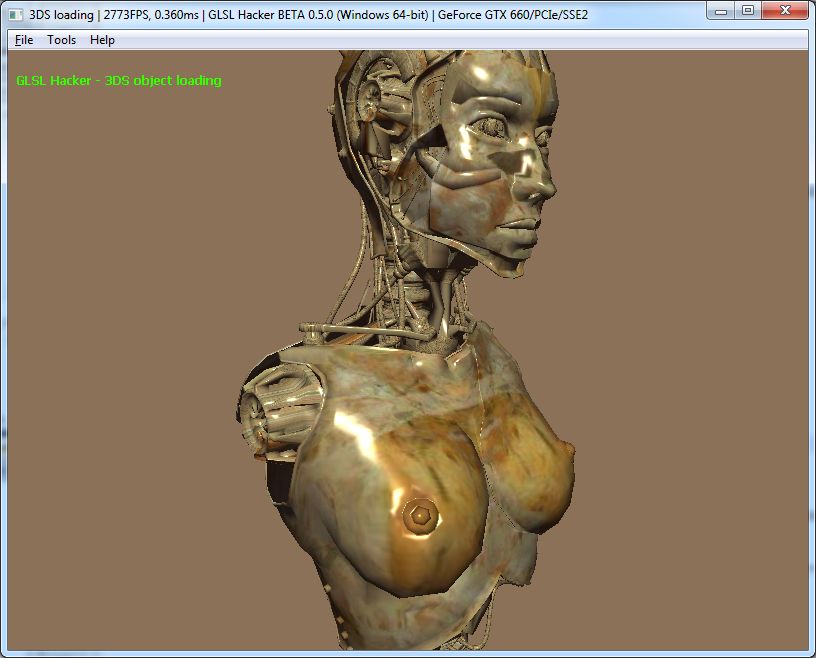 3DS loading | 2773FPS, 0.360ms | GLSL Hacker BETA 0.5.0 (Windows 64-bit) | GeForce GTX 660/PCIe/SSE2
File Tools Help
GLSL Hacker - 3DS object loading